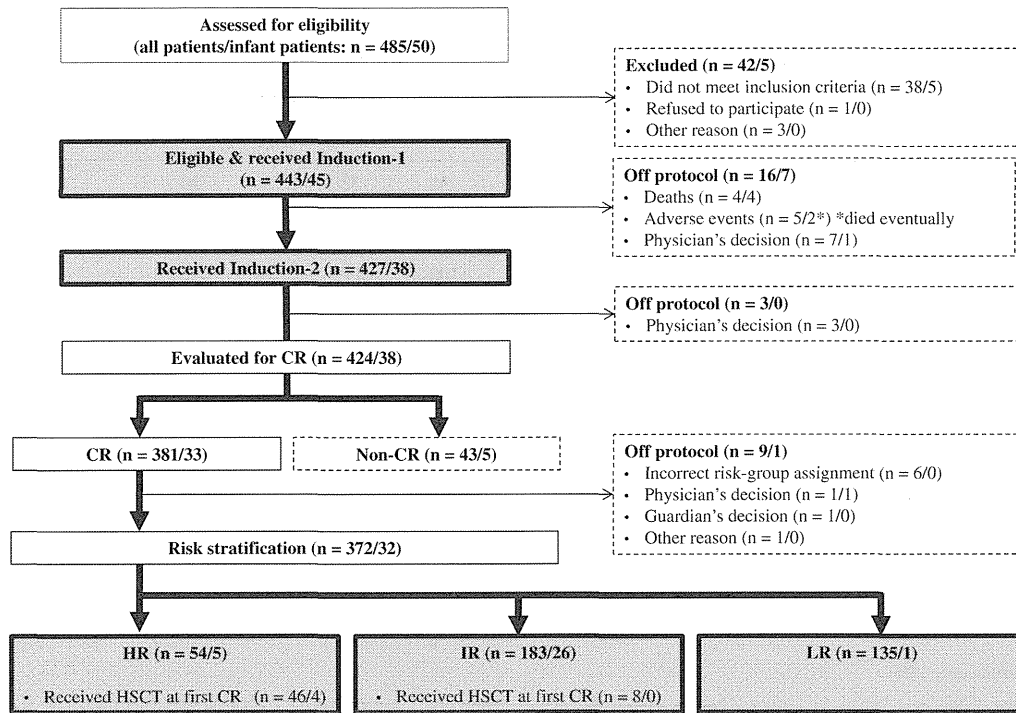 Assessed for eligibility
(all patients/infant patients: n = 485/50)
Excluded (n = 42/5)
• Did not meet inclusion criteria (n = 38/5)
• Refused to participate (n = 1/0)
• Other reason (n = 3/0)
Eligible & received Induction-1
(n = 443/45)
Off protocol (n = 16/7)
• Deaths (n = 4/4)
• Adverse events (n = 5/2*) *died eventually
• Physician's decision (n = 7/1)
Received Induction-2 (n = 427/38)
Off protocol (n = 3/0)
• Physician's decision (n = 3/0)
Evaluated for CR (n = 424/38)
CR (n = 381/33)
Non-CR (n = 43/5)
Off protocol (n = 9/1)
• Incorrect risk-group assignment (n = 6/0)
• Physician's decision (n = 1/1)
• Guardian's decision (n = 1/0)
• Other reason (n = 1/0)
Risk stratification (n = 372/32)
HR (n = 54/5)
• Received HSCT at first CR (n = 46/4)
IR (n = 183/26)
• Received HSCT at first CR (n = 8/0)
LR (n = 135/1)